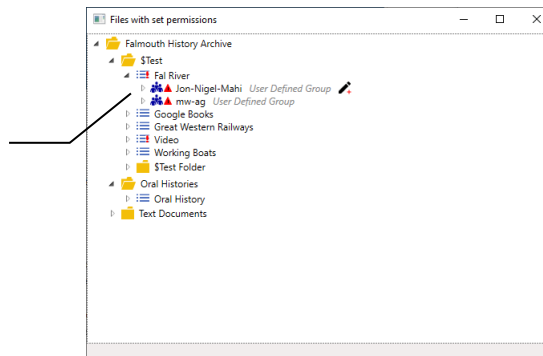 Files with set permissions
Falmouth History Archive
$Test
Fal River
Jon-Nigel-Mahi User Defined Group
mw-ag User Defined Group
Google Books
Great Western Railways
Video
Working Boats
$Test Folder
Oral Histories
Oral History
Text Documents